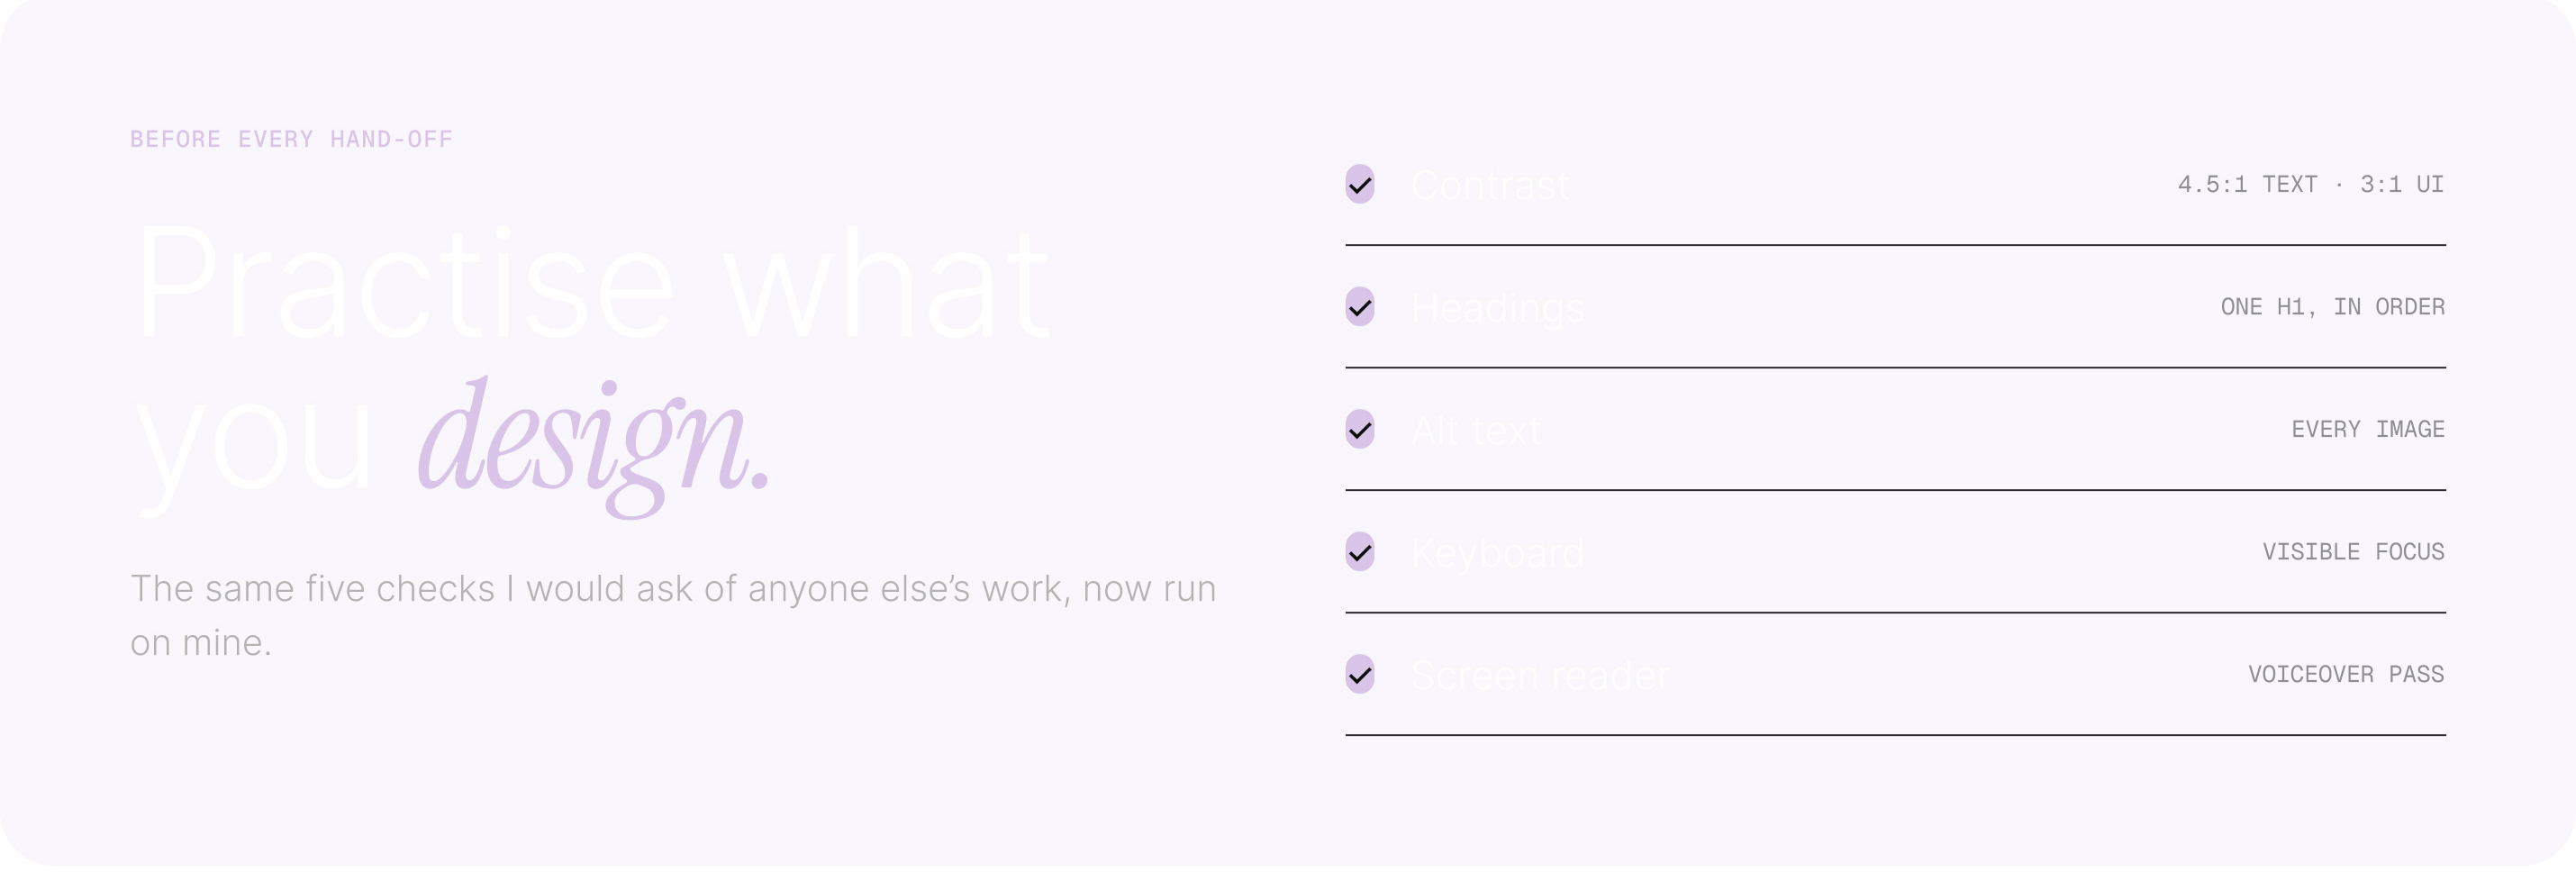 BEFORE EVERY HAND-OFF
Practise what
you design.
The same five checks I would ask of anyone else’s work, now run
on mine.
Contrast 4.5:1 TEXT · 3:1 UI
Headings ONE H1, IN ORDER
Alt text EVERY IMAGE
Keyboard VISIBLE FOCUS
Screen reader VOICEOVER PASS